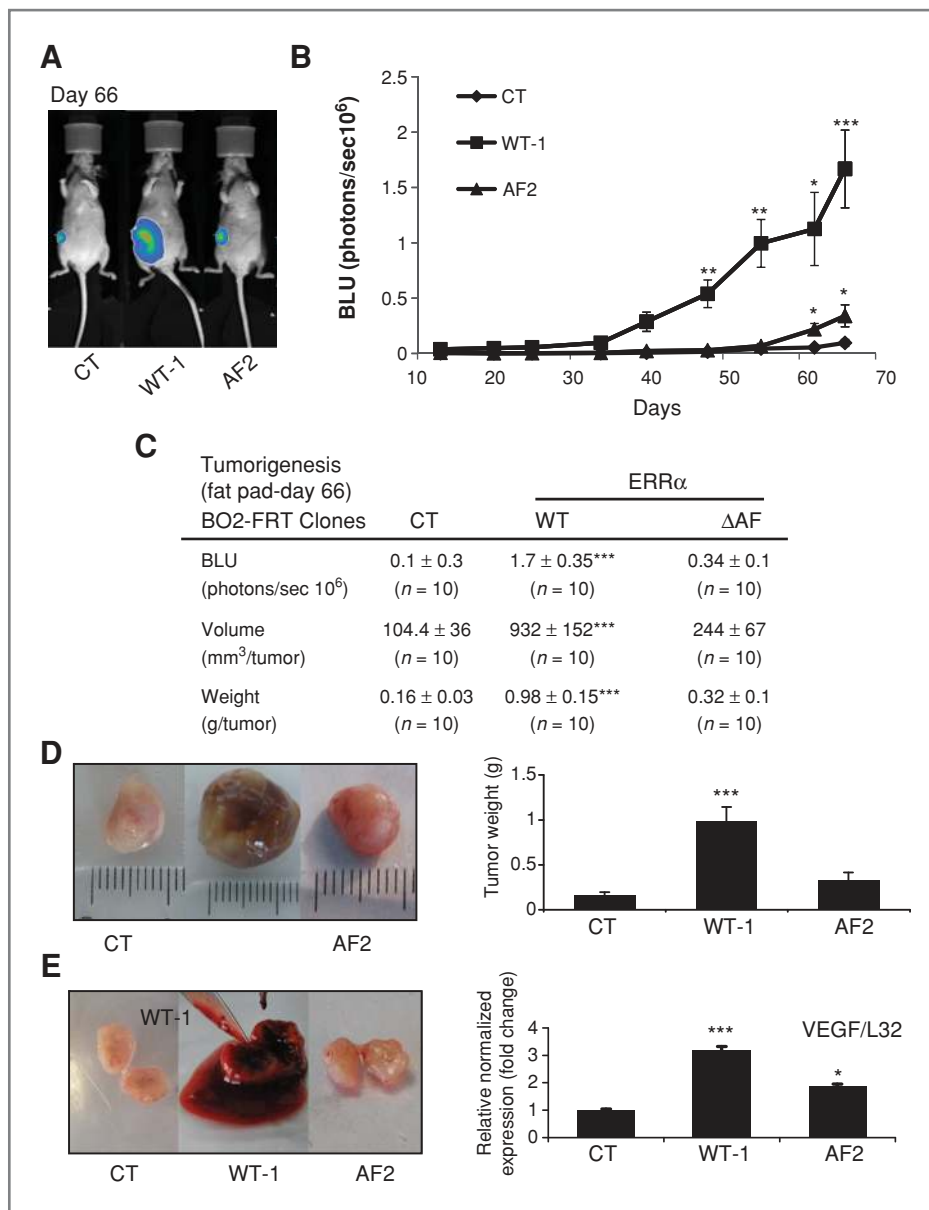 A
Day 66
CT
WT-1
AF2
B
BLU (photons/sec10⁶)
2.5
2
1.5
1
0.5
0
10
20
30
40
50
60
70
Days
CT
WT-1
AF2
**
**
*
***
*
*
C
Tumorigenesis
(fat pad-day 66)
ERRα
BO2-FRT Clones CT WT ΔAF
BLU 0.1 ± 0.3 1.7 ± 0.35*** 0.34 ± 0.1
(photons/sec 10⁶) (n = 10) (n = 10) (n = 10)
Volume 104.4 ± 36 932 ± 152*** 244 ± 67
(mm³/tumor) (n = 10) (n = 10) (n = 10)
Weight 0.16 ± 0.03 0.98 ± 0.15*** 0.32 ± 0.1
(g/tumor) (n = 10) (n = 10) (n = 10)
D
CT
AF2
Tumor weight (g)
1.5
1
0.5
0
***
CT
WT-1
AF2
E
WT-1
CT
WT-1
AF2
Relative normalized
expression (fold change)
4
3
2
1
0
VEGF/L32
***
*
CT
WT-1
AF2